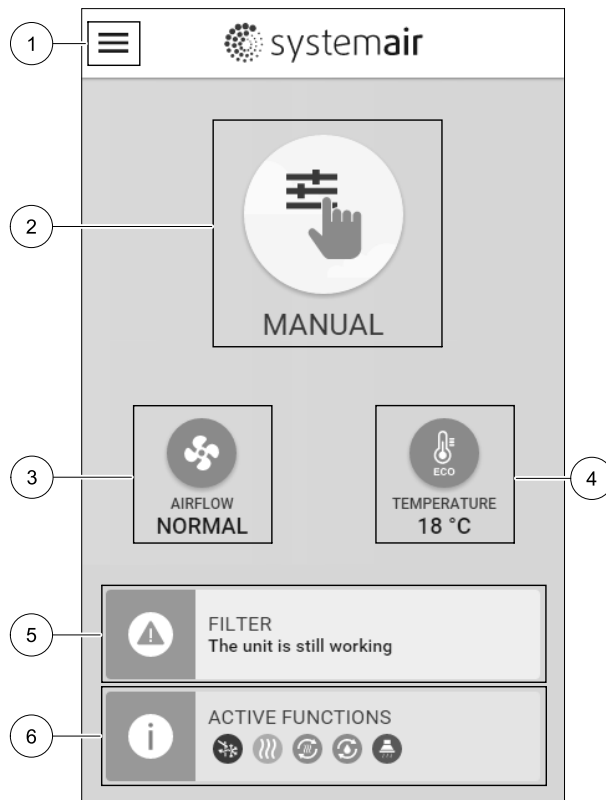 1
systemair
2
MANUAL
3
AIRFLOW
NORMAL
ECO
TEMPERATURE
18 °C
4
5
FILTER
The unit is still working
6
ACTIVE FUNCTIONS